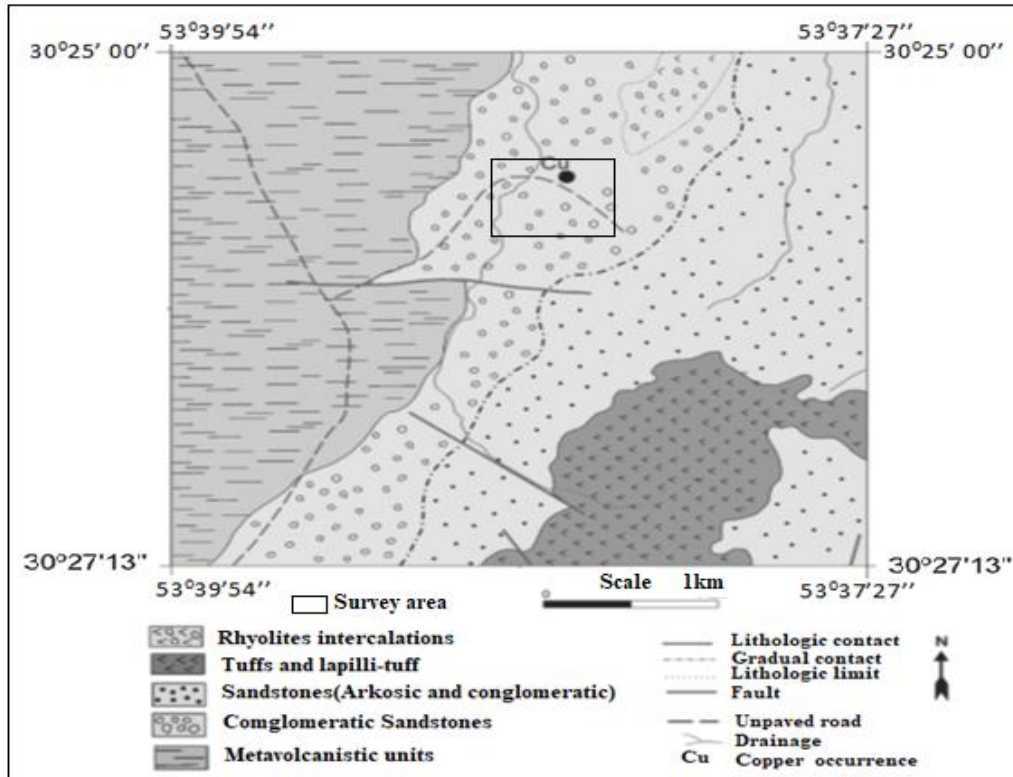 53°39′54′′ 53°37′27′′
30°25′ 00′′ 30°25′ 00′′
Cu
30°27'13" 30°27'13"
53°39′54′′ 53°37′27′′
Scale 1km
0
Survey area
Rhyolites intercalations
Tuffs and lapilli-tuff
Sandstones(Arkosic and conglomeratic)
Comglomeratic Sandstones
Metavolcanistic units
Lithologic contact
Gradual contact
Lithologic limit
Fault
Unpaved road
Drainage
Cu Copper occurrence
N